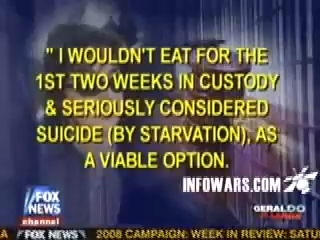 " I WOULDN'T EAT FOR THE
1ST TWO WEEKS IN CUSTODY
& SERIOUSLY CONSIDERED
SUICIDE (BY STARVATION), AS
A VIABLE OPTION.
INFOWARS.COM
FOX
NEWS
channel
GERALDO
A FOX NEWS 2008 CAMPAIGN: WEEK IN REVIEW: SATU